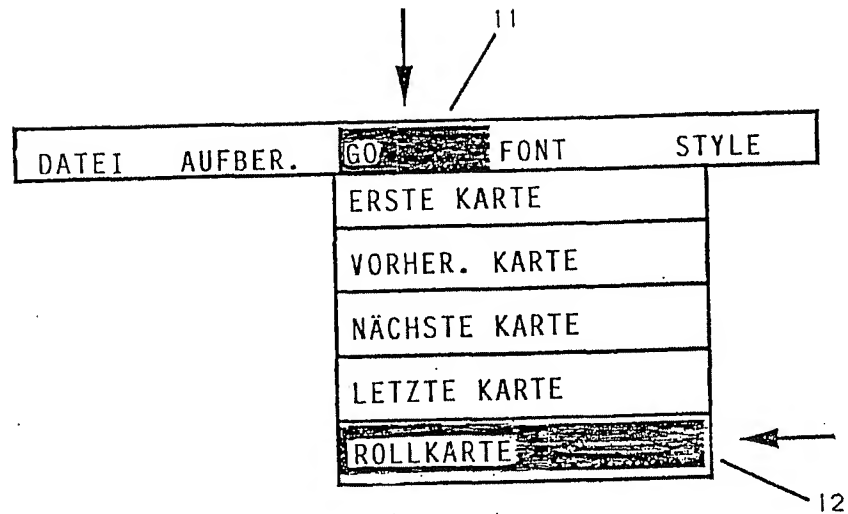 11
DATEI AUFBER. GO FONT STYLE
ERSTE KARTE
VORHER. KARTE
NÄCHSTE KARTE
LETZTE KARTE
ROLLKARTE
12